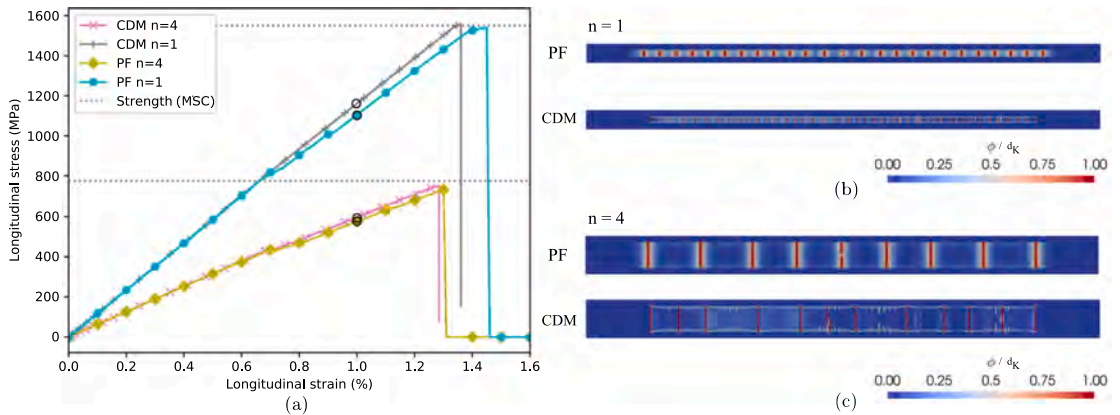 1600
1400
1200
1000
800
600
400
200
0
Longitudinal stress (MPa)
CDM n=4
CDM n=1
PF n=4
PF n=1
Strength (MSC)
0.0 0.2 0.4 0.6 0.8 1.0 1.2 1.4 1.6
Longitudinal strain (%)
(a)
n = 1
PF
CDM
ϕ / d_K
0.00 0.25 0.5 0.75 1.00
(b)
n = 4
PF
CDM
ϕ / d_K
0.00 0.25 0.5 0.75 1.00
(c)